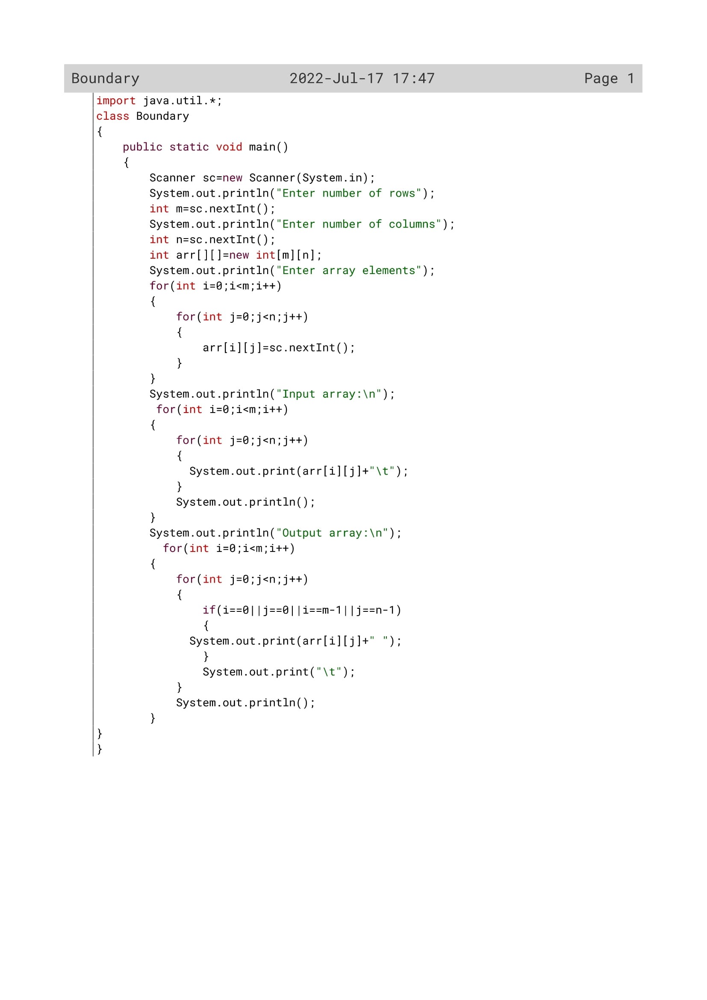 Boundary 2022-Jul-17 17:47 Page 1
import java.util.*;
class Boundary
{
    public static void main()
    {
        Scanner sc=new Scanner(System.in);
        System.out.println("Enter number of rows");
        int m=sc.nextInt();
        System.out.println("Enter number of columns");
        int n=sc.nextInt();
        int arr[][]=new int[m][n];
        System.out.println("Enter array elements");
        for(int i=0;i<m;i++)
        {
            for(int j=0;j<n;j++)
            {
                arr[i][j]=sc.nextInt();
            }
        }
        System.out.println("Input array:\n");
         for(int i=0;i<m;i++)
        {
            for(int j=0;j<n;j++)
            {
              System.out.print(arr[i][j]+"\t");
            }
            System.out.println();
        }
        System.out.println("Output array:\n");
          for(int i=0;i<m;i++)
        {
            for(int j=0;j<n;j++)
            {
                if(i==0||j==0||i==m-1||j==n-1)
                {
              System.out.print(arr[i][j]+" ");
                }
                System.out.print("\t");
            }
            System.out.println();
        }
}
}